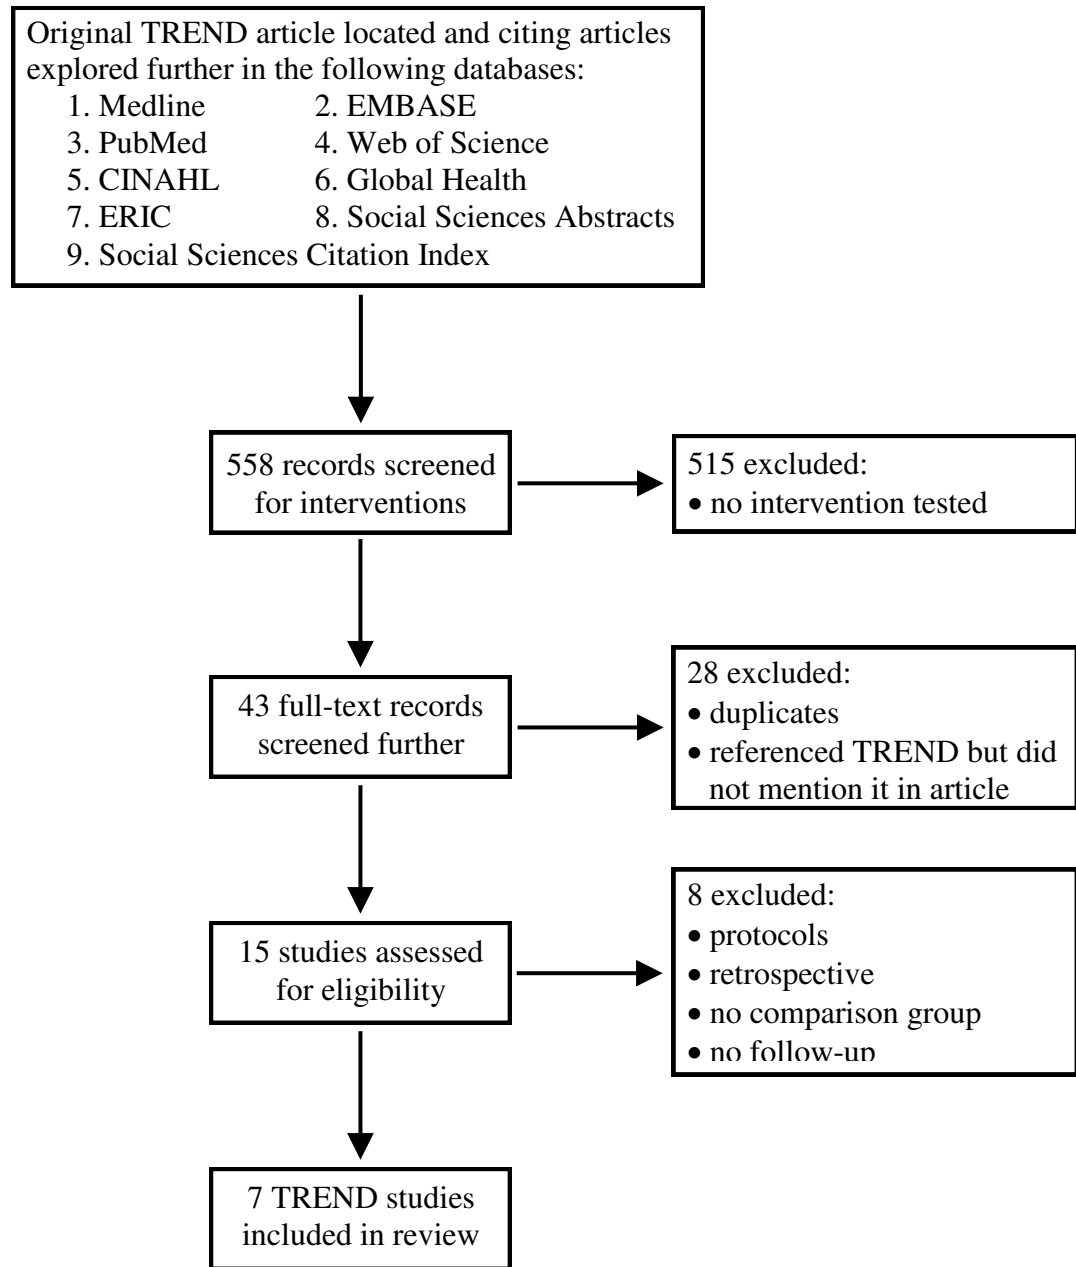 Original TREND article located and citing articles
explored further in the following databases:
1. Medline 2. EMBASE
3. PubMed 4. Web of Science
5. CINAHL 6. Global Health
7. ERIC 8. Social Sciences Abstracts
9. Social Sciences Citation Index
558 records screened
for interventions
515 excluded:
• no intervention tested
43 full-text records
screened further
28 excluded:
• duplicates
• referenced TREND but did
not mention it in article
15 studies assessed
for eligibility
8 excluded:
• protocols
• retrospective
• no comparison group
• no follow-up
7 TREND studies
included in review